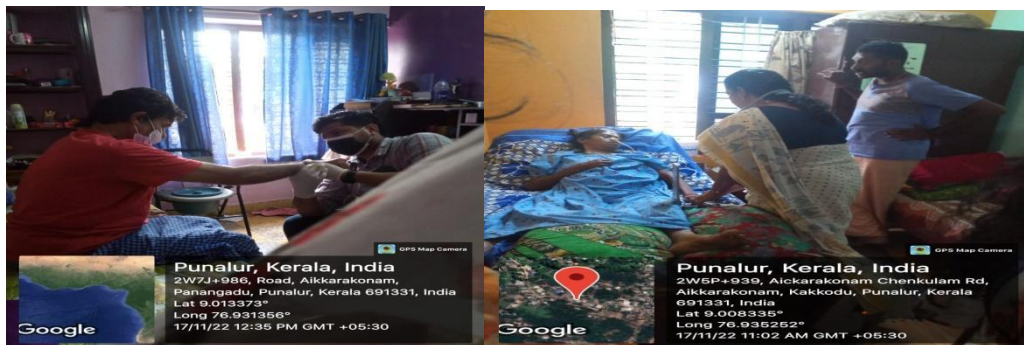 GPS Map Camera
Punalur, Kerala, India
2W7J+986, Road, Aikkarakonam,
Panangadu, Punalur, Kerala 691331, India
Lat 9.013373°
Long 76.931356°
17/11/22 12:35 PM GMT +05:30
Google
GPS Map Camera
Punalur, Kerala, India
2W5P+939, Aickarakonam Chenkulam Rd,
Aikkarakonam, Kakkodu, Punalur, Kerala
691331, India
Lat 9.008335°
Long 76.935252°
17/11/22 11:02 AM GMT +05:30
Google